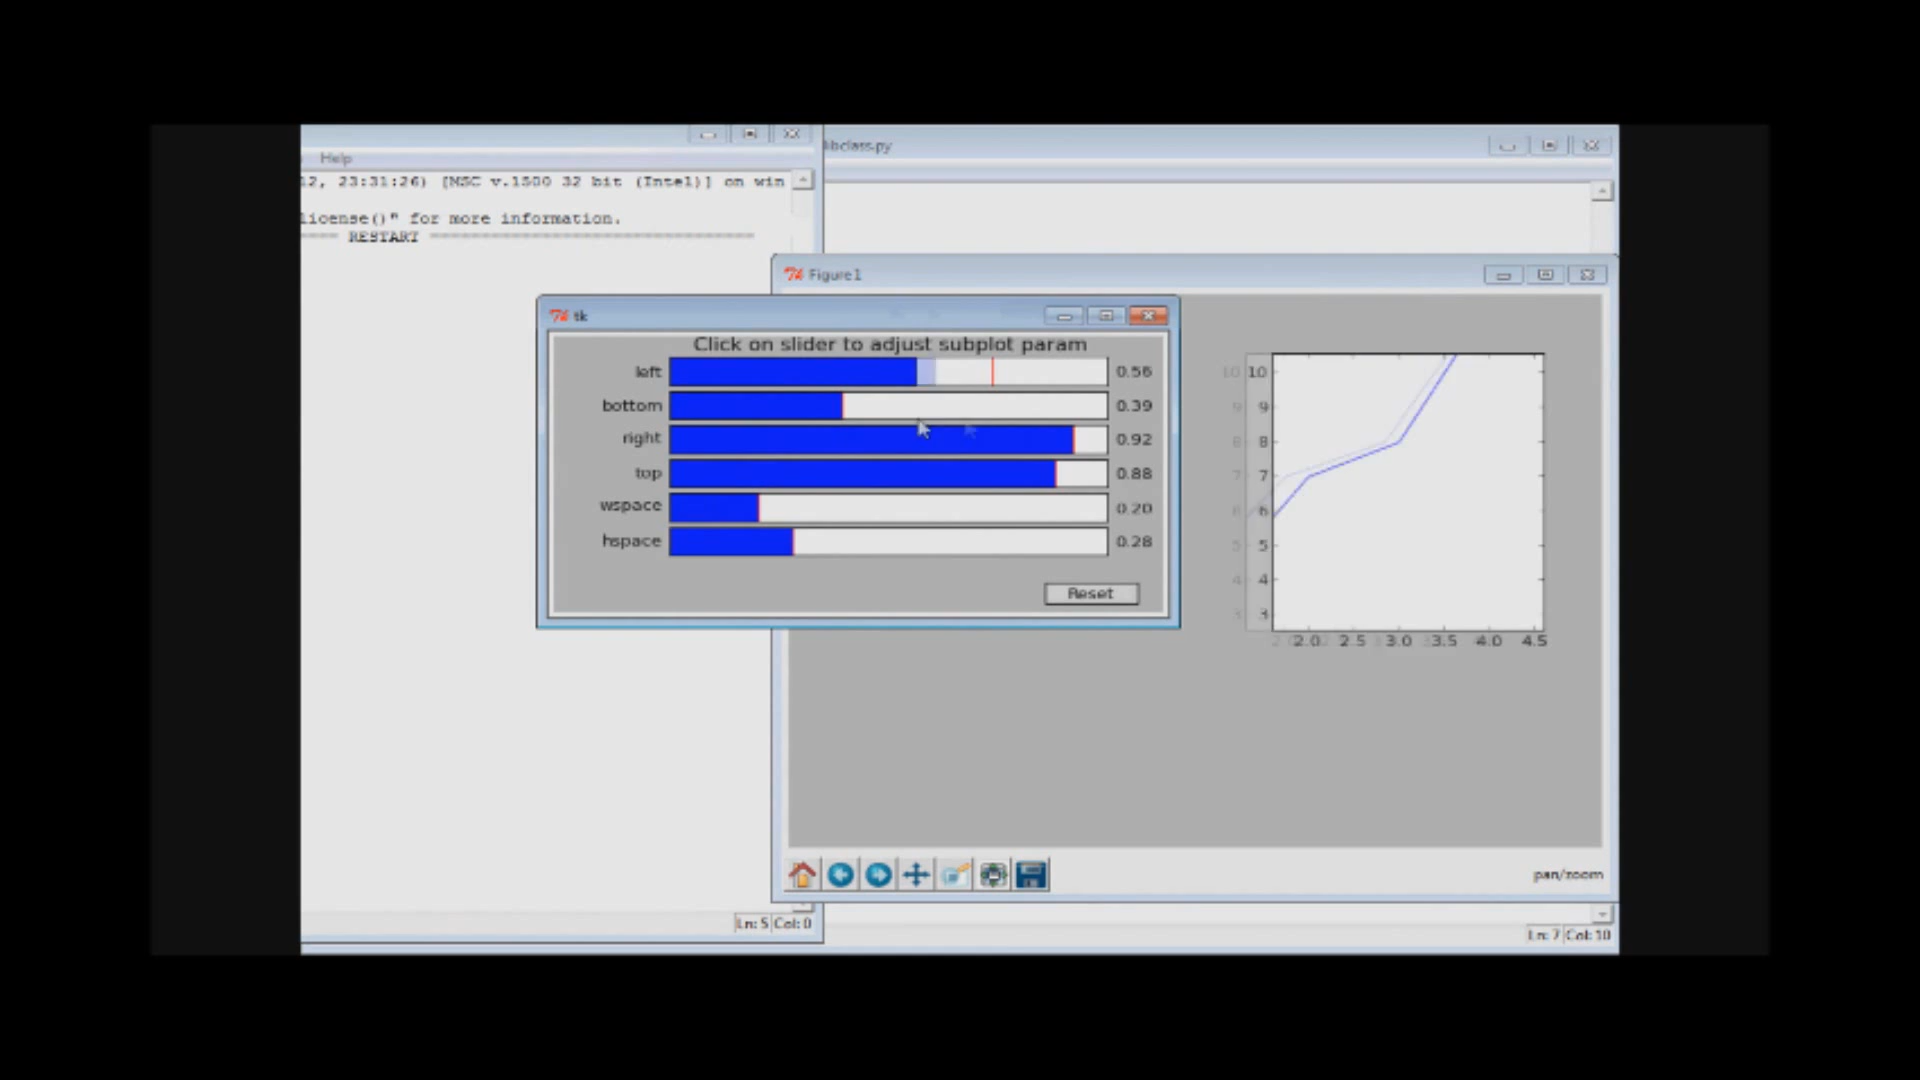 Help
12, 23:31:26) [MSC v.1500 32 bit (Intel)] on win
license()" for more information.
==== RESTART ================================
Ln: 5 Col: 0
libclass.py
Figure 1
tk
Click on slider to adjust subplot param
left 0.56
bottom 0.39
right 0.92
top 0.88
wspace 0.20
hspace 0.28
Reset
10
9
8
7
6
5
4
3
2.0 2.5 3.0 3.5 4.0 4.5
pan/zoom
Ln: 7 Col: 10